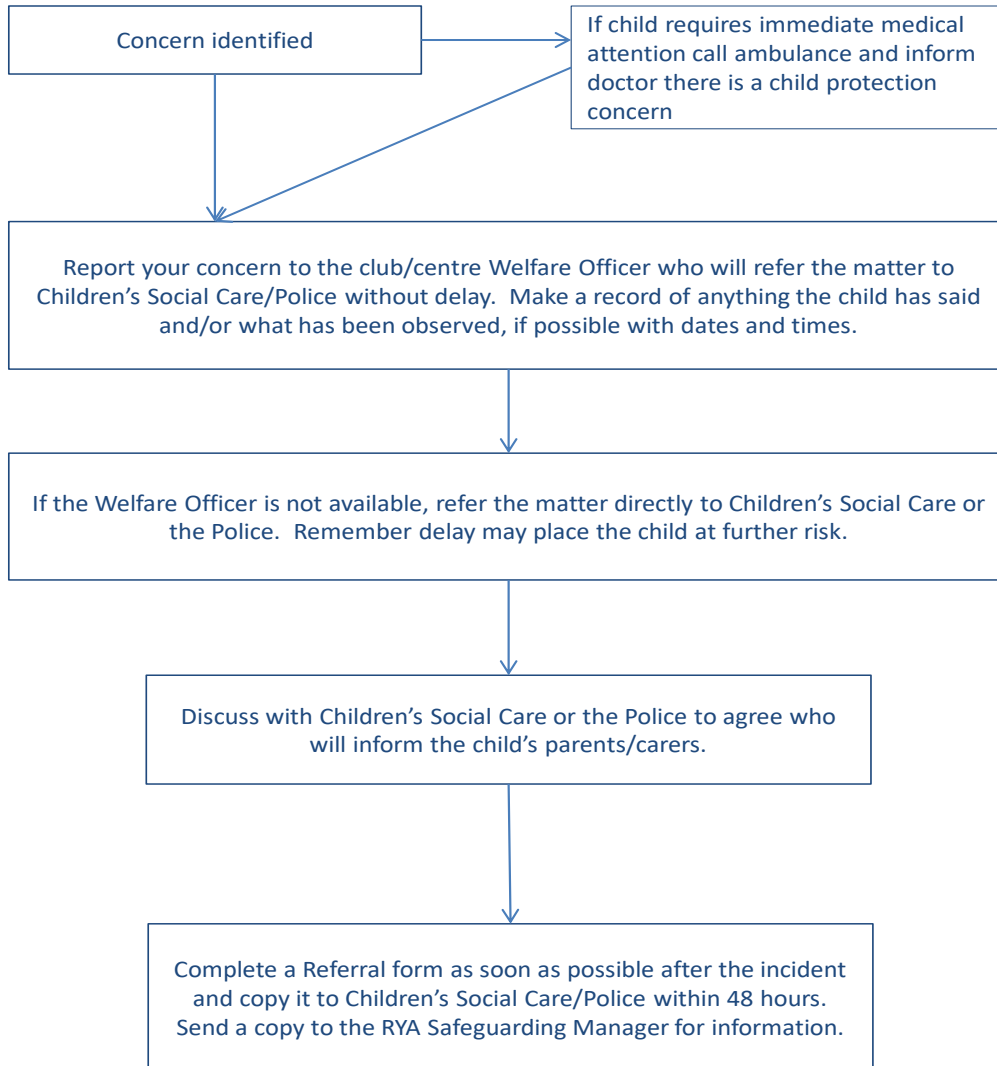 Concern identified
If child requires immediate medical
attention call ambulance and inform
doctor there is a child protection
concern
Report your concern to the club/centre Welfare Officer who will refer the matter to
Children’s Social Care/Police without delay.  Make a record of anything the child has said
and/or what has been observed, if possible with dates and times.
If the Welfare Officer is not available, refer the matter directly to Children’s Social Care or
the Police.  Remember delay may place the child at further risk.
Discuss with Children’s Social Care or the Police to agree who
will inform the child’s parents/carers.
Complete a Referral form as soon as possible after the incident
and copy it to Children’s Social Care/Police within 48 hours.
Send a copy to the RYA Safeguarding Manager for information.